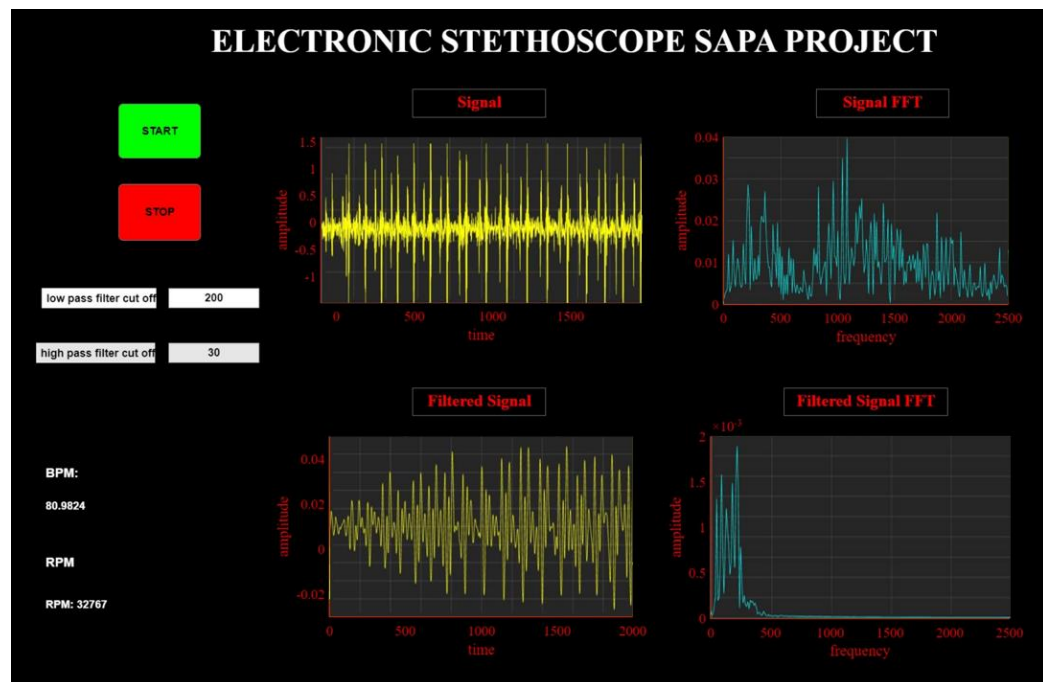 ELECTRONIC STETHOSCOPE SAPA PROJECT
START
STOP
low pass filter cut off 200
high pass filter cut off 30
BPM:
80.9824
RPM
RPM: 32767
Signal
amplitude
1.5
1
0.5
0
-0.5
-1
0 500 1000 1500
time
Signal FFT
amplitude
0.04
0.03
0.02
0.01
0
0 500 1000 1500 2000 2500
frequency
Filtered Signal
amplitude
0.04
0.02
0
-0.02
0 500 1000 1500 2000
time
Filtered Signal FFT
×10⁻³
amplitude
2
1.5
1
0.5
0
0 500 1000 1500 2000 2500
frequency